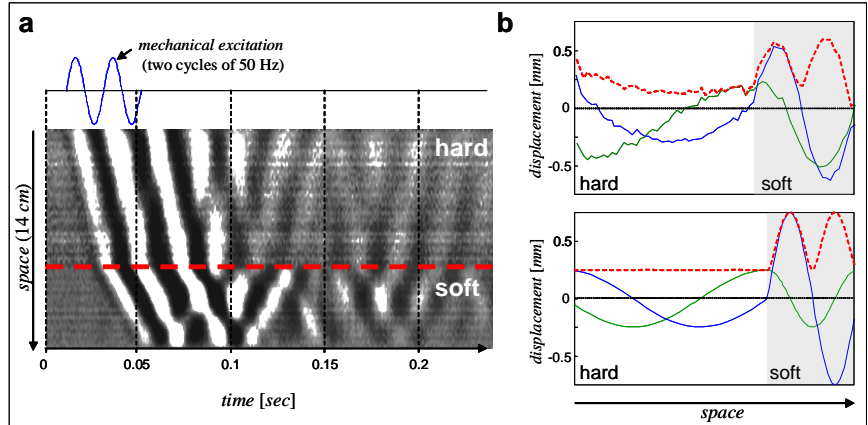 a
mechanical excitation
(two cycles of 50 Hz)
hard
soft
space (14 cm)
0
0.05
0.1
0.15
0.2
time [sec]
b
displacement [mm]
0.5
0
-0.5
hard
soft
displacement [mm]
0.5
0
-0.5
hard
soft
space